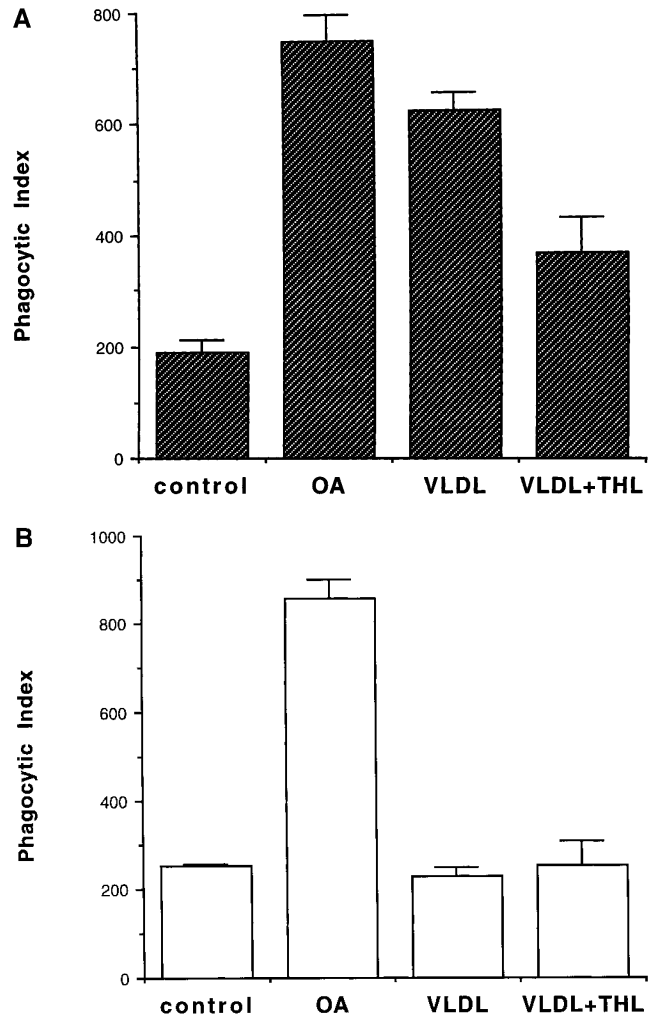 A
Phagocytic Index
800
600
400
200
0
control OA VLDL VLDL+THL
B
Phagocytic Index
1000
800
600
400
200
0
control OA VLDL VLDL+THL